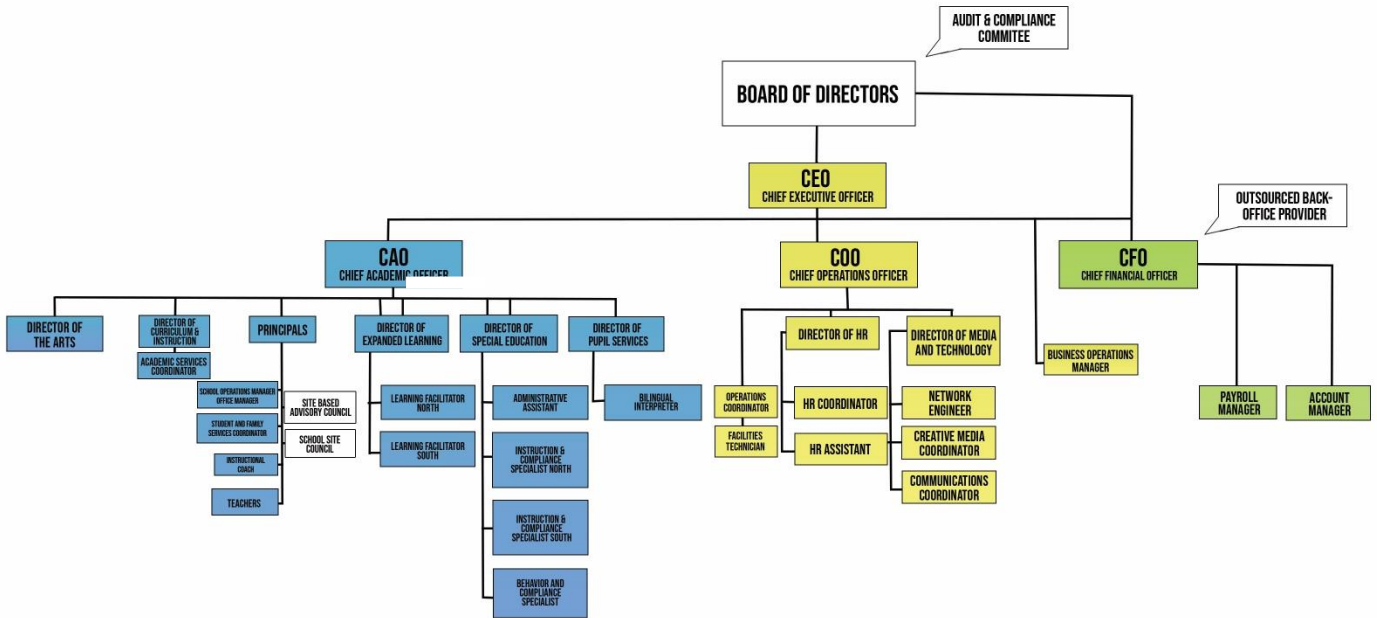 AUDIT & COMPLIANCE
COMMITEE
BOARD OF DIRECTORS
CEO
CHIEF EXECUTIVE OFFICER
OUTSOURCED BACK-
OFFICE PROVIDER
CAO
CHIEF ACADEMIC OFFICER
COO
CHIEF OPERATIONS OFFICER
CFO
CHIEF FINANCIAL OFFICER
DIRECTOR OF
THE ARTS
DIRECTOR OF
CURICULUM &
INSTRUCTION
ACADEMIC SERVICES
COORDINATOR
PRINCIPALS
SCHOOL OPERATIONS MANAGER
OFFICE MANAGER
STUDENT AND FAMILY
SERVICES COORDINATOR
INSTRUCTIONAL
COACH
TEACHERS
SITE BASED
ADVISORY COUNCIL
SCHOOL SITE
COUNCIL
DIRECTOR OF
EXPANDED LEARNING
LEARNING FACILITATOR
NORTH
LEARNING FACILITATOR
SOUTH
DIRECTOR OF
SPECIAL EDUCATION
ADMINISTRATIVE
ASSISTANT
INSTRUCTION &
COMPLIANCE
SPECIALIST NORTH
INSTRUCTION &
COMPLIANCE
SPECIALIST SOUTH
BEHAVIOR AND
COMPLIANCE
SPECIALIST
DIRECTOR OF
PUPIL SERVICES
BILINGUAL
INTERPRETER
OPERATIONS
COORDINATOR
FACILITIES
TECHNICIAN
DIRECTOR OF HR
HR COORDINATOR
HR ASSISTANT
DIRECTOR OF MEDIA
AND TECHNOLOGY
NETWORK
ENGINEER
CREATIVE MEDIA
COORDINATOR
COMMUNICATIONS
COORDINATOR
BUSINESS OPERATIONS
MANAGER
PAYROLL
MANAGER
ACCOUNT
MANAGER